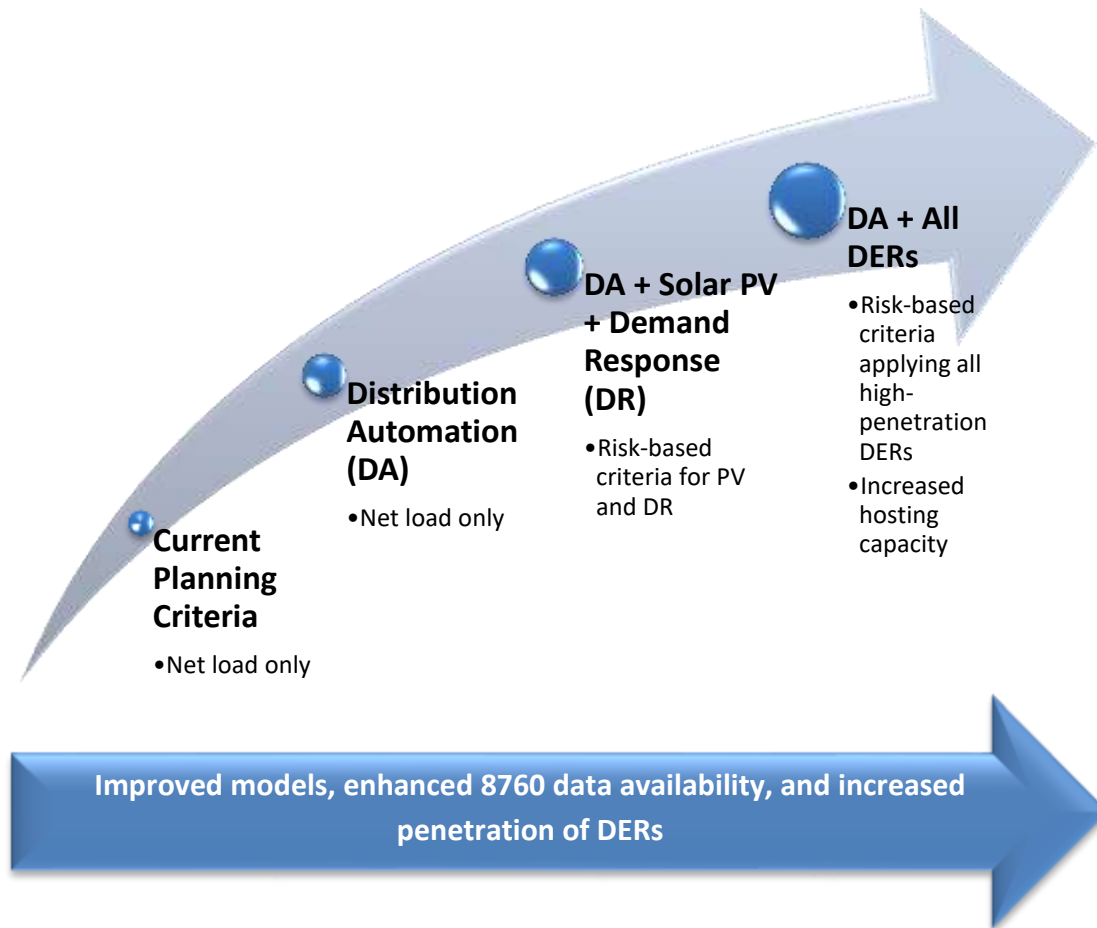 Current
Planning
Criteria
•Net load only
Distribution
Automation
(DA)
•Net load only
DA + Solar PV
+ Demand
Response
(DR)
•Risk-based
criteria for PV
and DR
DA + All
DERs
•Risk-based
criteria
applying all
high-
penetration
DERs
•Increased
hosting
capacity
Improved models, enhanced 8760 data availability, and increased
penetration of DERs